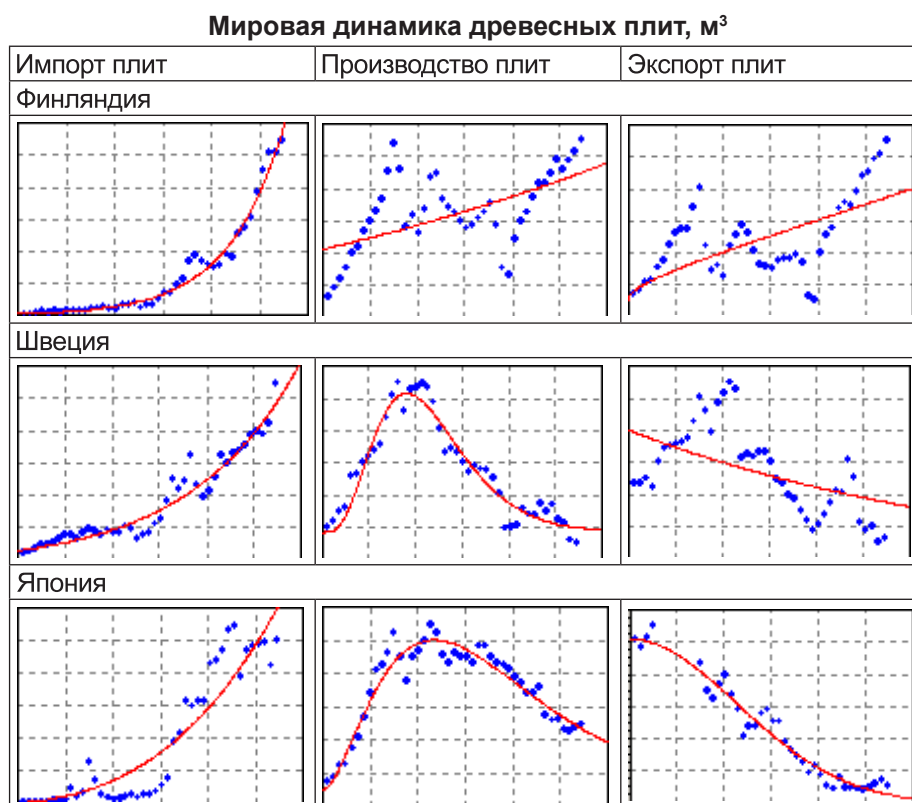 Мировая динамика древесных плит, м³
Импорт плит Производство плит Экспорт плит
Финляндия
Швеция
Япония